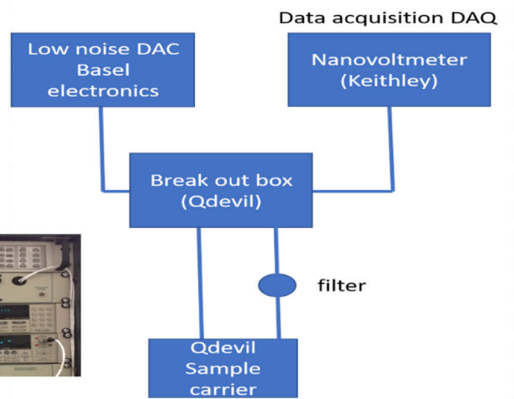 Data acquisition DAQ
Low noise DAC
Basel
electronics
Nanovoltmeter
(Keithley)
Break out box
(Qdevil)
filter
Qdevil
Sample
carrier